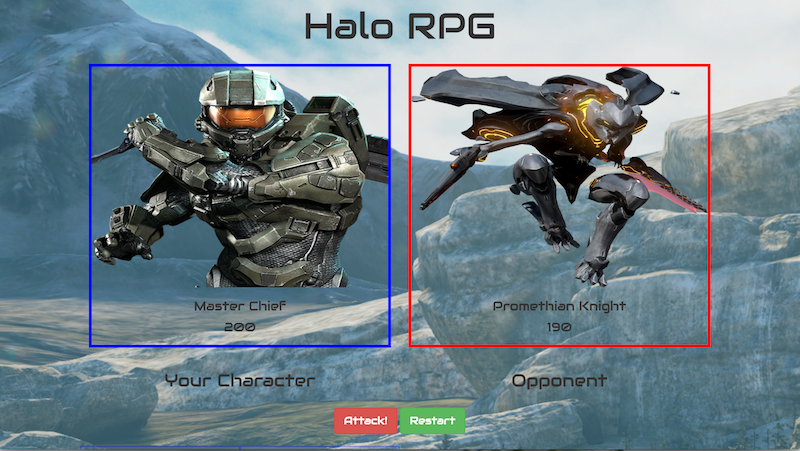 Halo RPG
Master Chief
200
Promethian Knight
190
Your Character
Opponent
Attack!
Restart